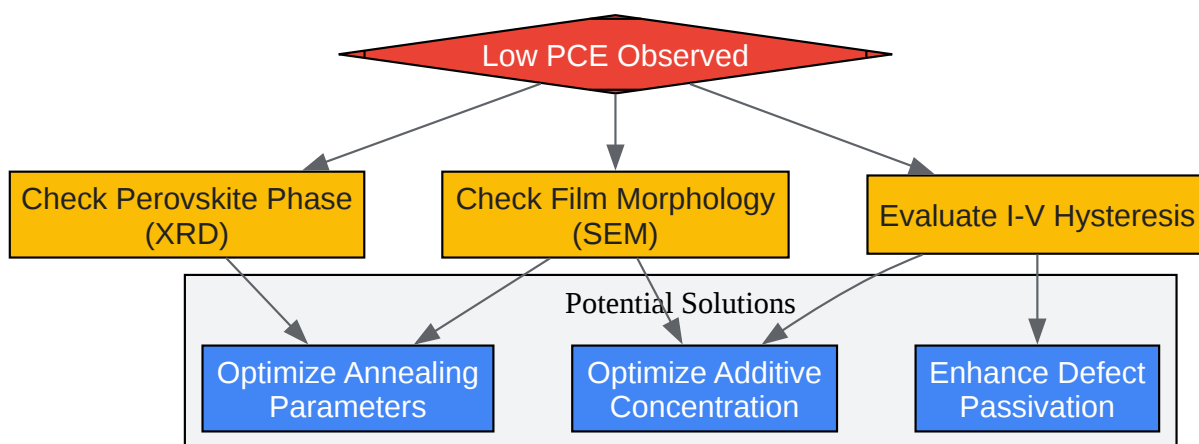 Low PCE Observed
Check Perovskite Phase
(XRD)
Check Film Morphology
(SEM)
Evaluate I-V Hysteresis
Potential Solutions
Optimize Annealing
Parameters
Optimize Additive
Concentration
Enhance Defect
Passivation